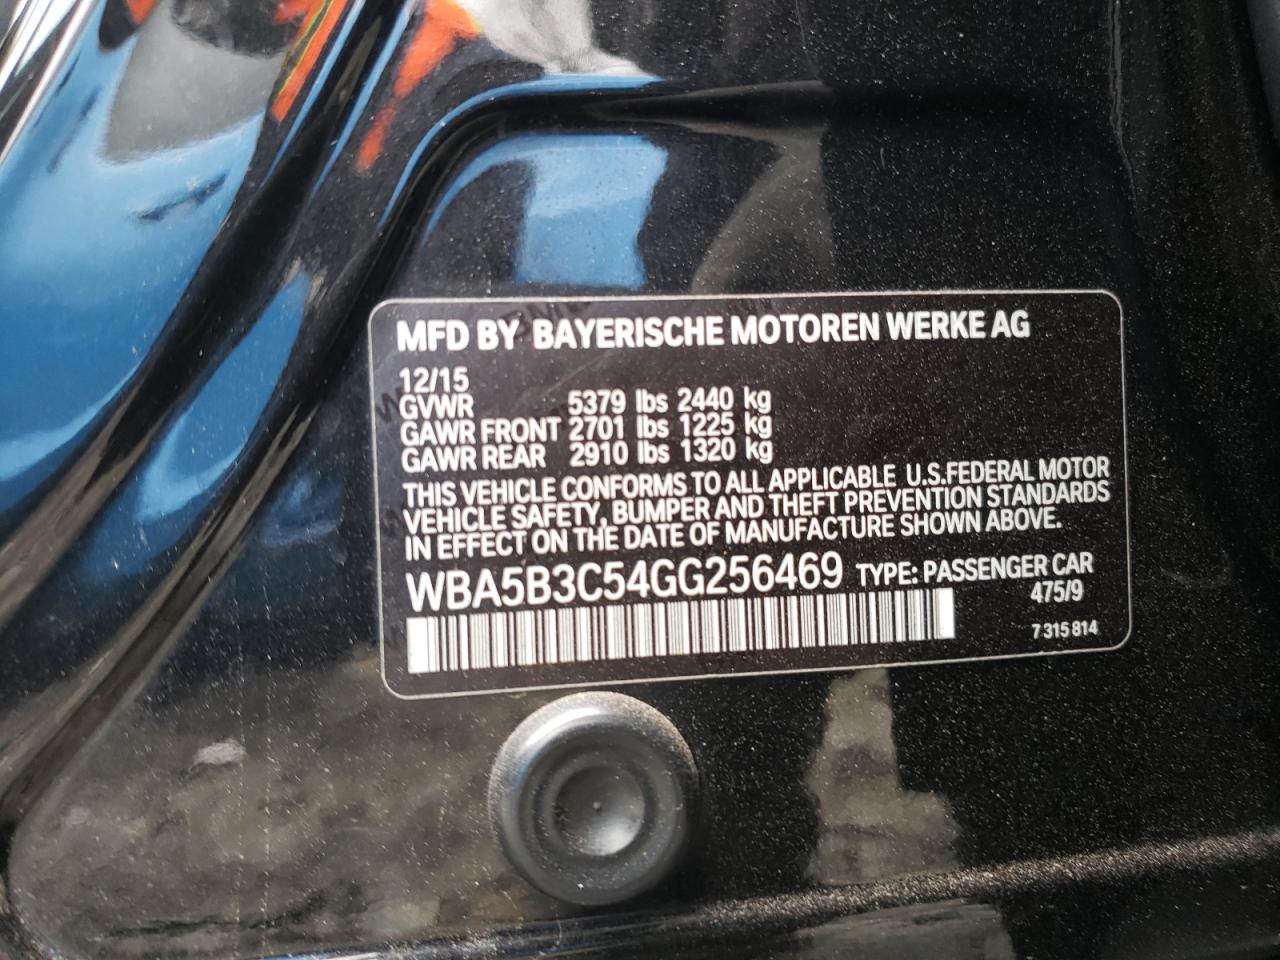 MFD BY BAYERISCHE MOTOREN WERKE AG
12/15
GVWR 5379 lbs 2440 kg
GAWR FRONT 2701 lbs 1225 kg
GAWR REAR 2910 lbs 1320 kg
THIS VEHICLE CONFORMS TO ALL APPLICABLE U.S.FEDERAL MOTOR
VEHICLE SAFETY, BUMPER AND THEFT PREVENTION STANDARDS
IN EFFECT ON THE DATE OF MANUFACTURE SHOWN ABOVE.
WBA5B3C54GG256469 TYPE: PASSENGER CAR
475/9
7 315 814